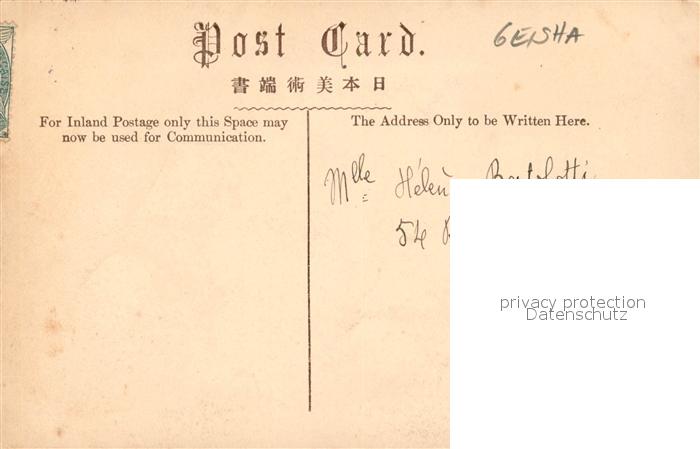 Post Card.
GEISHA
書端術美本日
For Inland Postage only this Space may
now be used for Communication.
The Address Only to be Written Here.
Mlle
54
privacy protection
Datenschutz